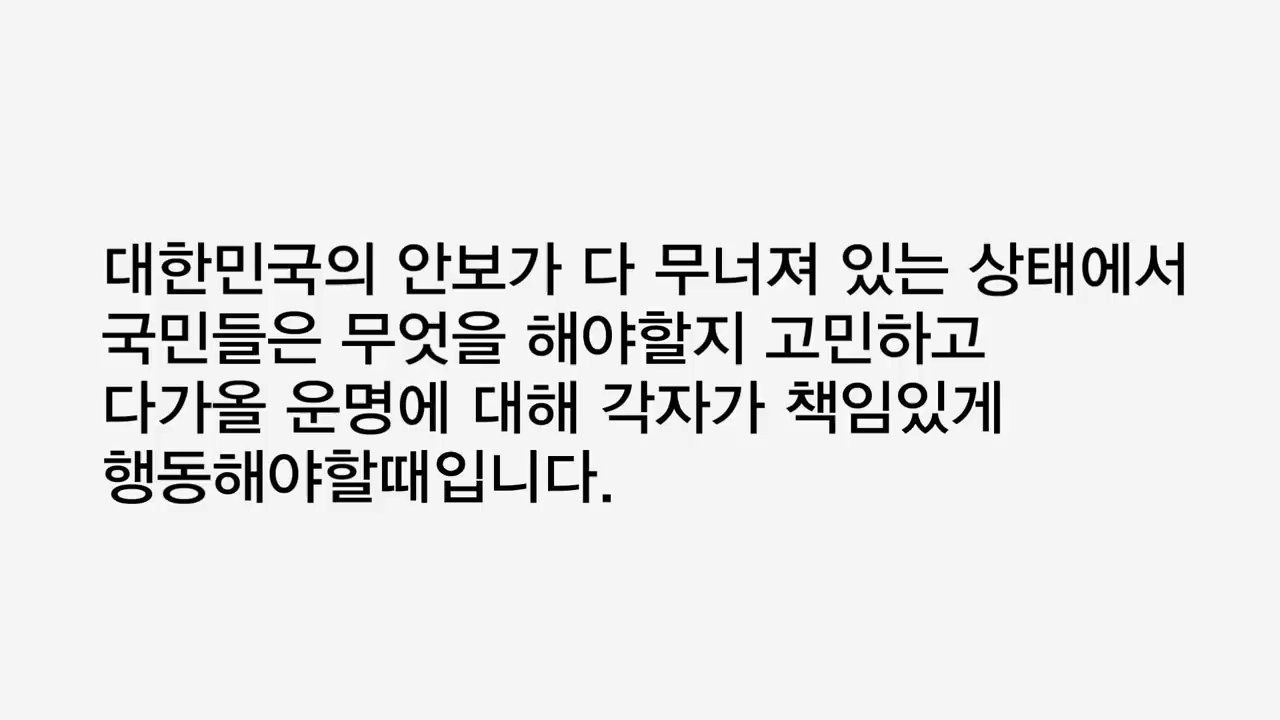 대한민국의 안보가 다 무너져 있는 상태에서
국민들은 무엇을 해야할지 고민하고
다가올 운명에 대해 각자가 책임있게
행동해야할때입니다.